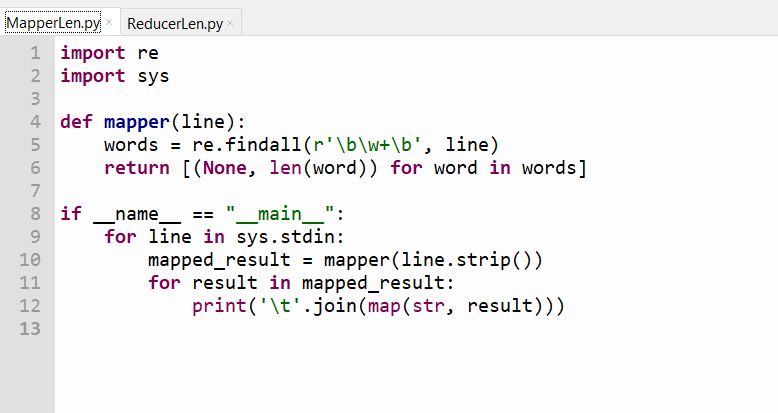 MapperLen.py × ReducerLen.py ×
1 import re
2 import sys
3
4 def mapper(line):
5     words = re.findall(r'\b\w+\b', line)
6     return [(None, len(word)) for word in words]
7
8 if __name__ == "__main__":
9     for line in sys.stdin:
10         mapped_result = mapper(line.strip())
11         for result in mapped_result:
12             print('\t'.join(map(str, result)))
13